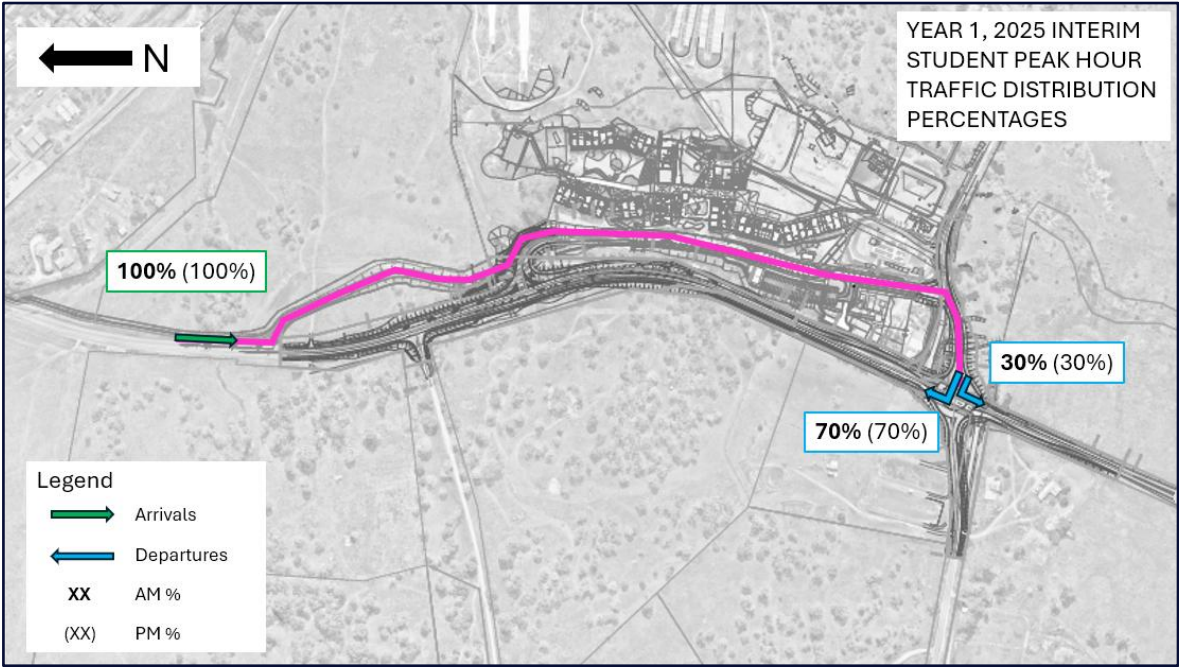 N
YEAR 1, 2025 INTERIM
STUDENT PEAK HOUR
TRAFFIC DISTRIBUTION
PERCENTAGES
100% (100%)
30% (30%)
70% (70%)
Legend
Arrivals
Departures
XX AM %
(XX) PM %